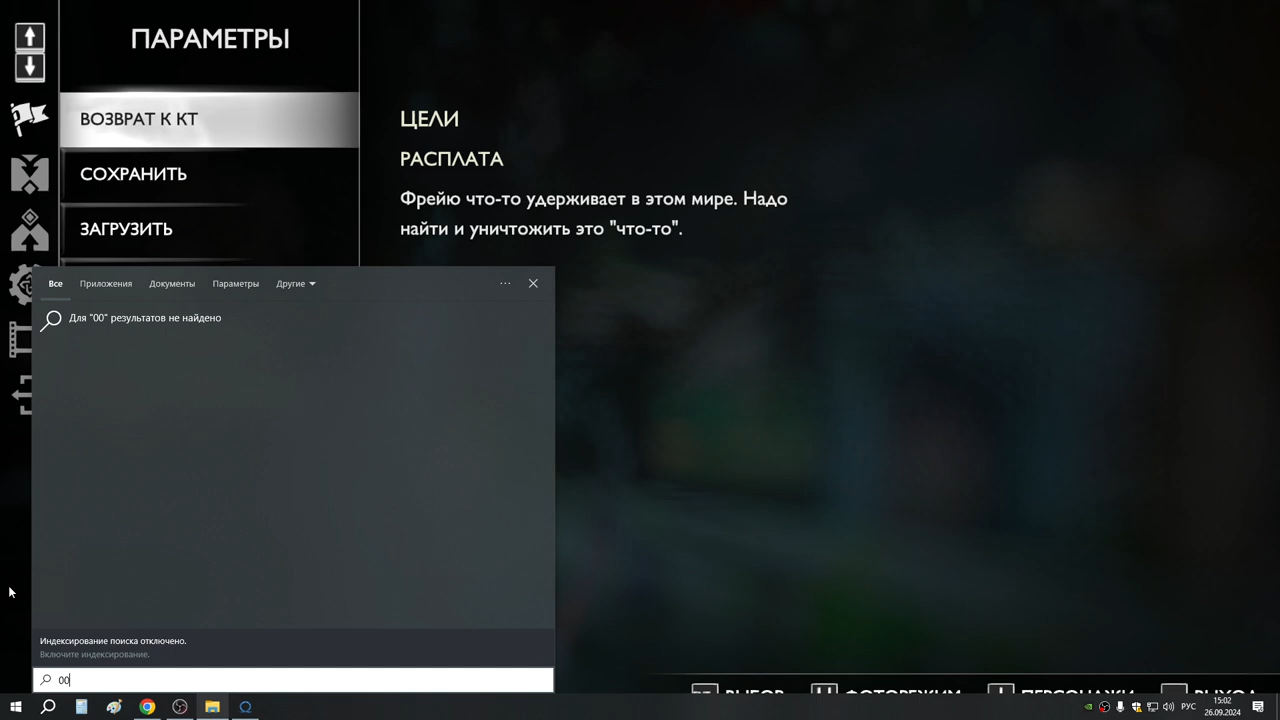 ПАРАМЕТРЫ
ВОЗВРАТ К КТ
СОХРАНИТЬ
ЗАГРУЗИТЬ
ЦЕЛИ
РАСПЛАТА
Фрейю что-то удерживает в этом мире. Надо
найти и уничтожить это "что-то".
Все Приложения Документы Параметры Другие
Для "00" результатов не найдено
Индексирование поиска отключено.
Включите индексирование.
00
ВЫБОР ФОТОРЕЖИМ ПЕРСОНАЖИ ВЫХОД
РУС
15:02
26.09.2024